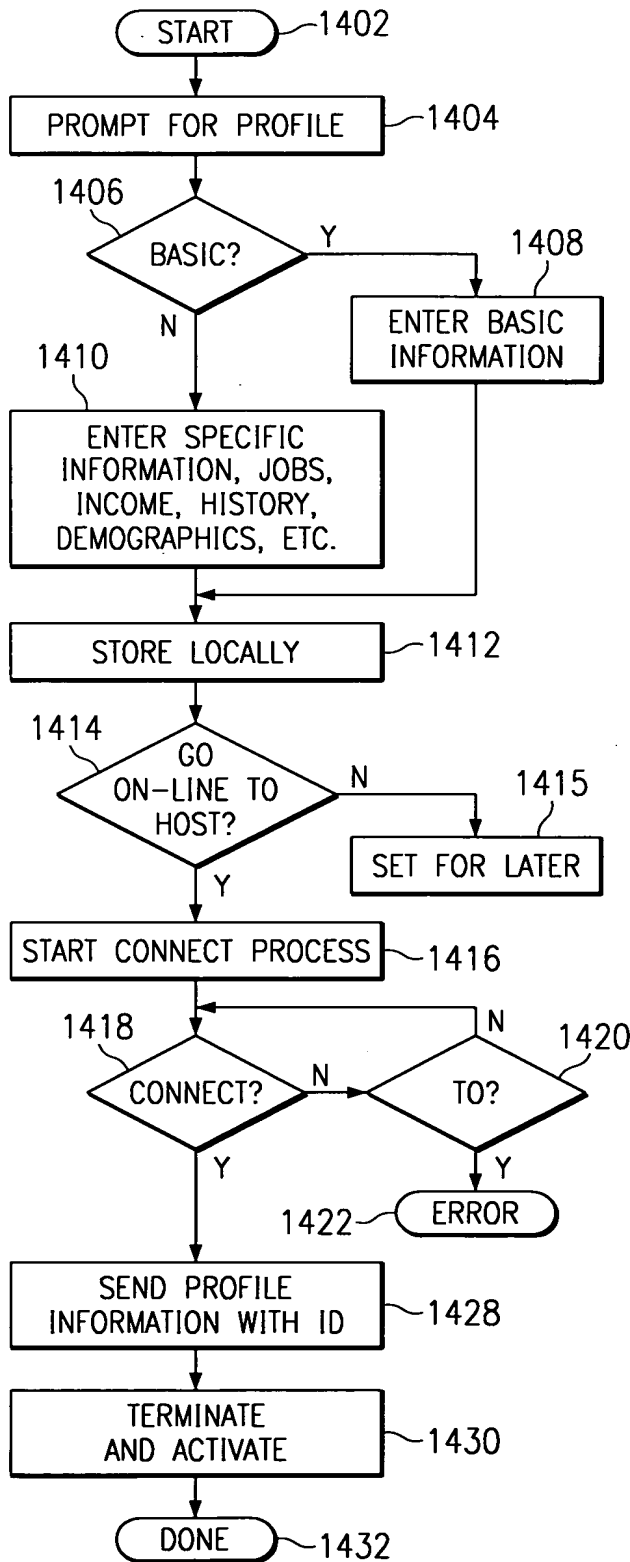 START
1402
PROMPT FOR PROFILE
1404
1406
BASIC?
Y
N
1408
ENTER BASIC
INFORMATION
1410
ENTER SPECIFIC
INFORMATION, JOBS,
INCOME, HISTORY,
DEMOGRAPHICS, ETC.
STORE LOCALLY
1412
1414
GO
ON-LINE TO
HOST?
N
Y
1415
SET FOR LATER
START CONNECT PROCESS
1416
1418
CONNECT?
N
Y
N
1420
TO?
Y
1422
ERROR
SEND PROFILE
INFORMATION WITH ID
1428
TERMINATE
AND ACTIVATE
1430
DONE
1432